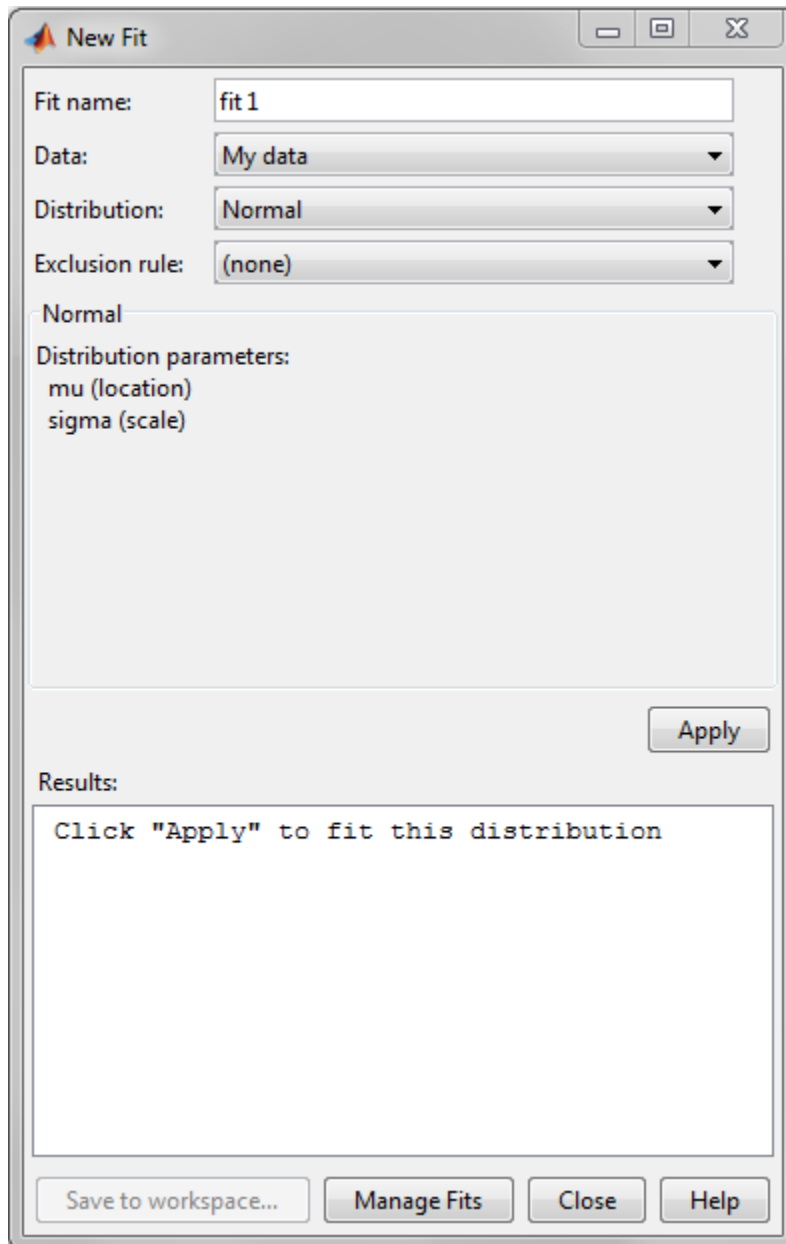 New Fit
Fit name: fit 1
Data: My data
Distribution: Normal
Exclusion rule: (none)
Normal
Distribution parameters:
mu (location)
sigma (scale)
Apply
Results:
Click "Apply" to fit this distribution
Save to workspace... Manage Fits Close Help